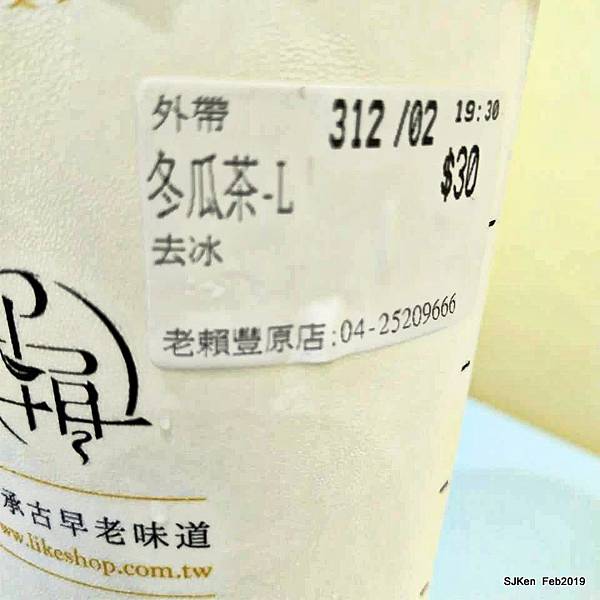 外帶 312 /02 19:30
冬瓜茶-L $30
去冰
老賴豐原店:04-25209666
承古早老味道
www.likeshop.com.tw
SJKen Feb2019